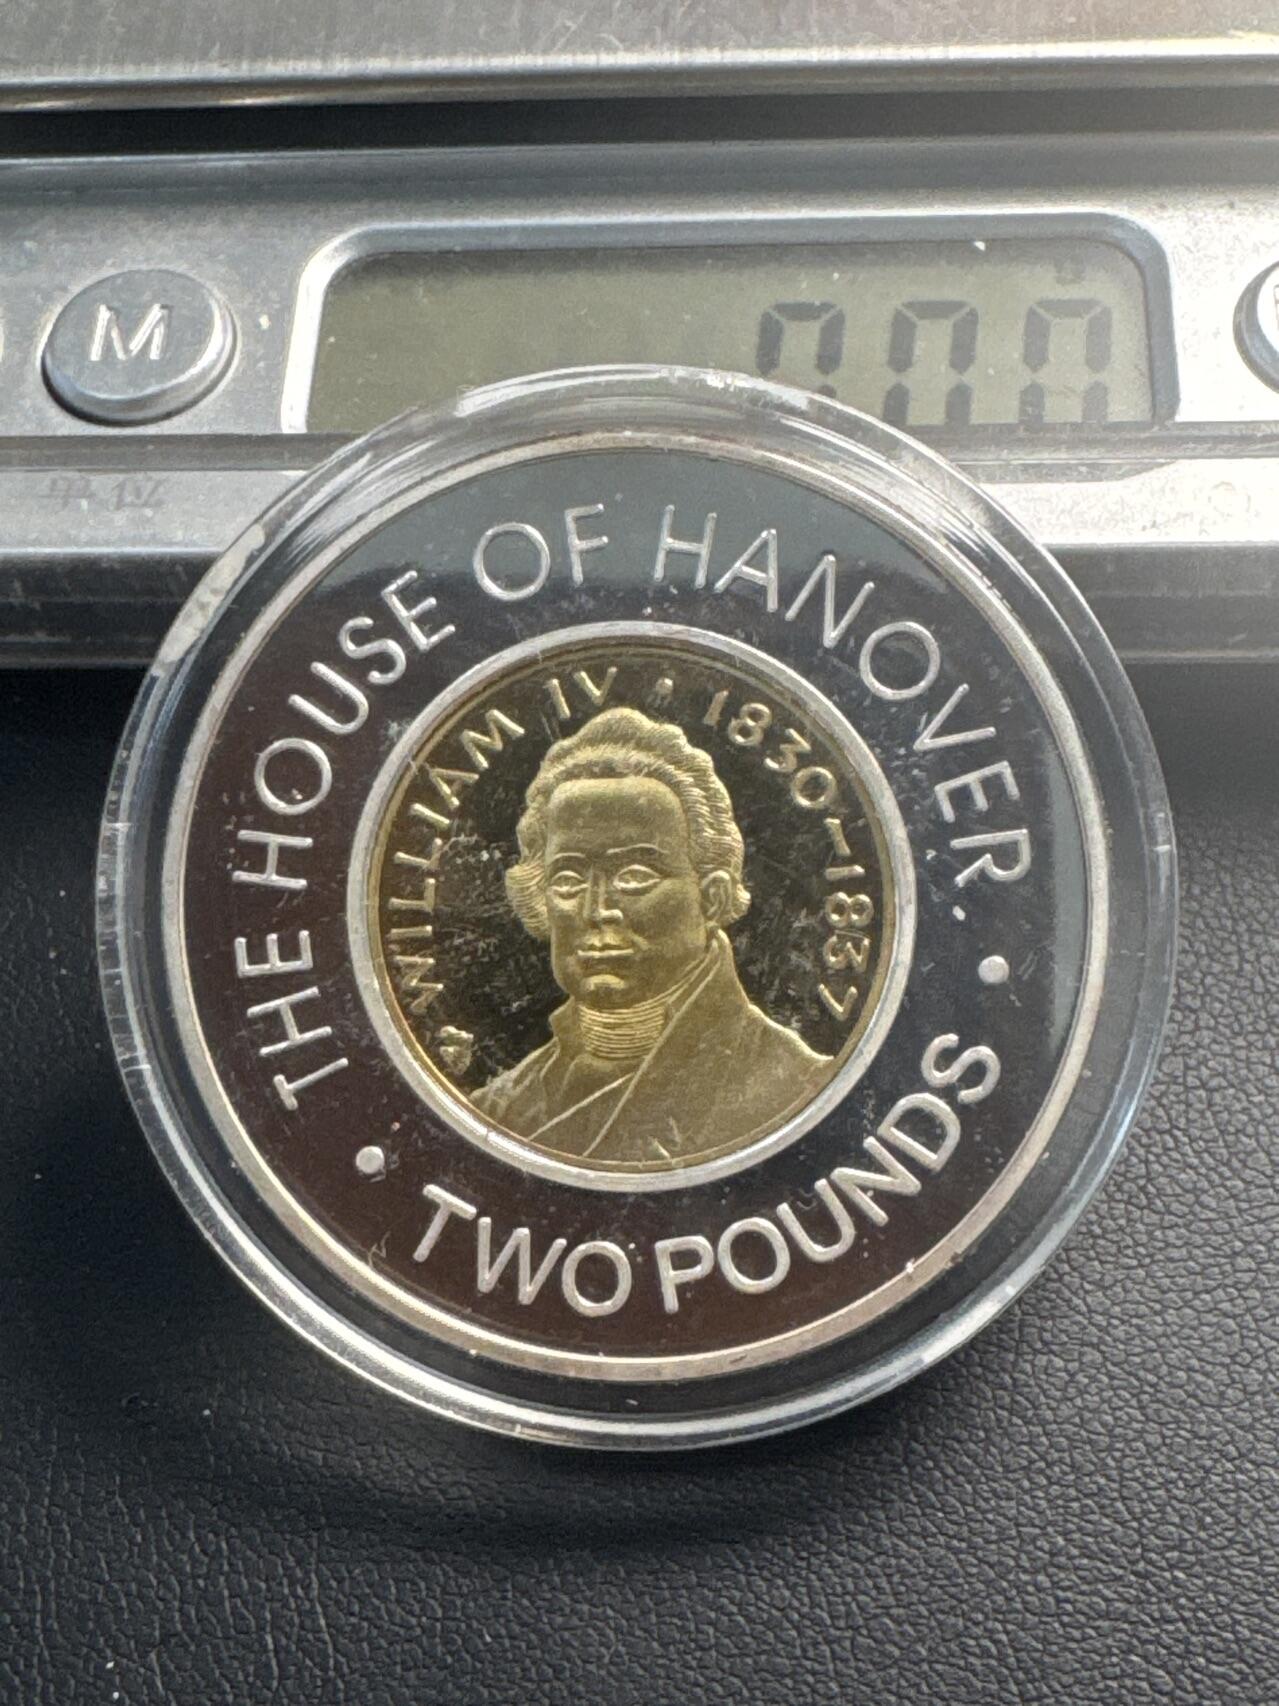 M
0.00
THE HOUSE OF HANOVER
WILLIAM IV • 1830-1837
• TWO POUNDS •